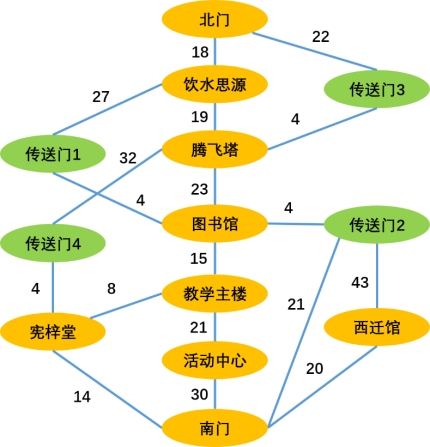 北门
18
22
饮水思源
传送门3
27
19
4
传送门1
腾飞塔
32
4
23
4
图书馆
传送门2
传送门4
15
4
8
教学主楼
43
21
21
宪梓堂
西迁馆
活动中心
20
14
30
南门